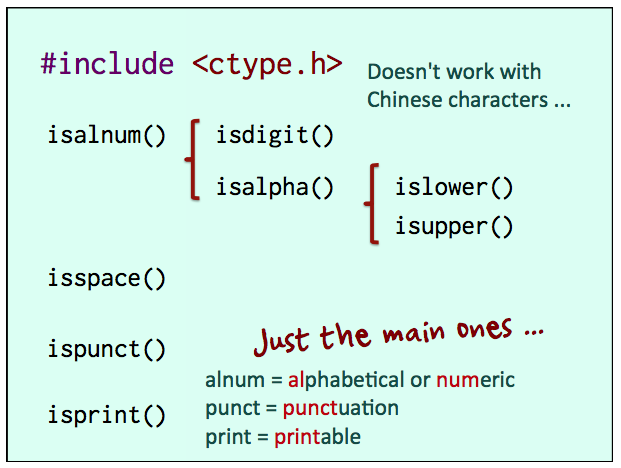 #include <ctype.h>
Doesn't work with
Chinese characters ...
isalnum() isdigit()
isalpha() islower()
isupper()
isspace()
Just the main ones ...
ispunct()
alnum = alphabetical or numeric
punct = punctuation
isprint()
print = printable